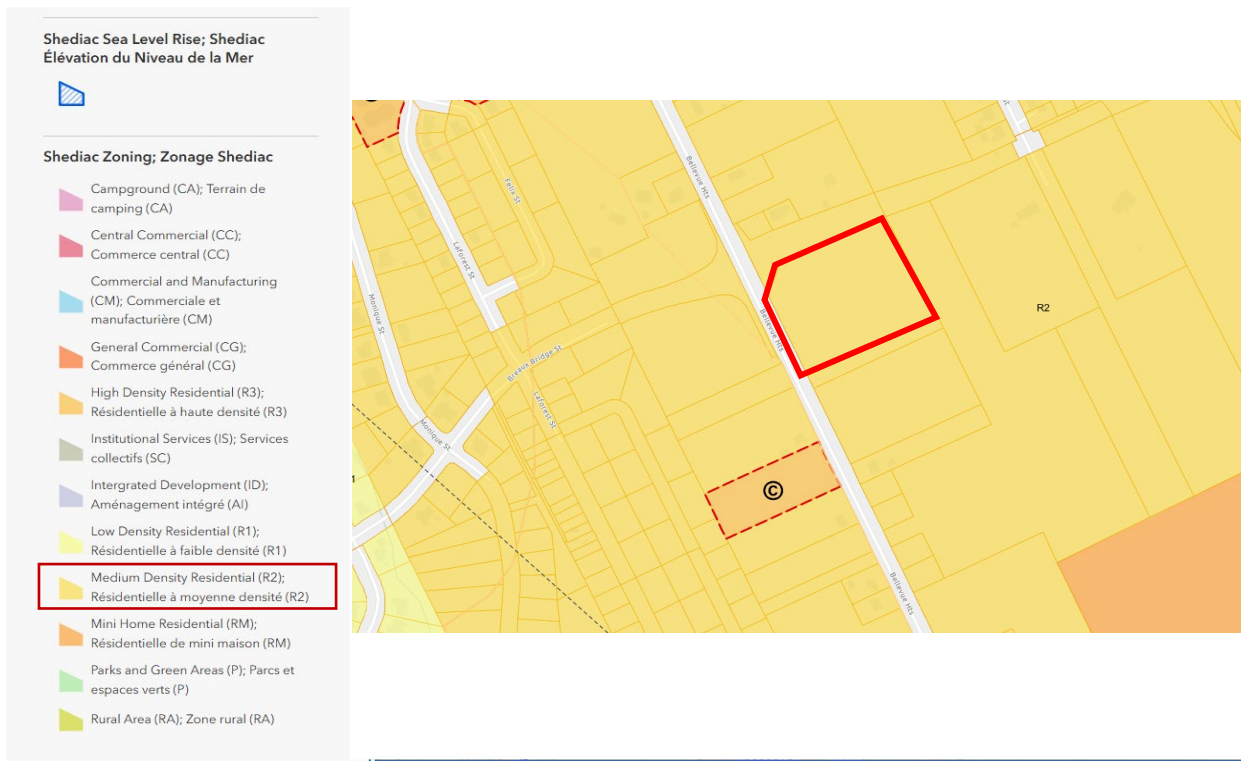 Shediac Sea Level Rise; Shediac
Élévation du Niveau de la Mer
Shediac Zoning; Zonage Shediac
Campground (CA); Terrain de
camping (CA)
Central Commercial (CC);
Commerce central (CC)
Commercial and Manufacturing
(CM); Commerciale et
manufacturière (CM)
General Commercial (CG);
Commerce général (CG)
High Density Residential (R3);
Résidentielle à haute densité (R3)
Institutional Services (IS); Services
collectifs (SC)
Intergrated Development (ID);
Aménagement intégré (AI)
Low Density Residential (R1);
Résidentielle à faible densité (R1)
Medium Density Residential (R2);
Résidentielle à moyenne densité (R2)
Mini Home Residential (RM);
Résidentielle de mini maison (RM)
Parks and Green Areas (P); Parcs et
espaces verts (P)
Rural Area (RA); Zone rural (RA)
Bellevue Hts
Felix St
Laforest St
Monique St
Bellevue Hts
R2
Breaux Bridge St
Laforest St
Monique St
©
Bellevue Hts